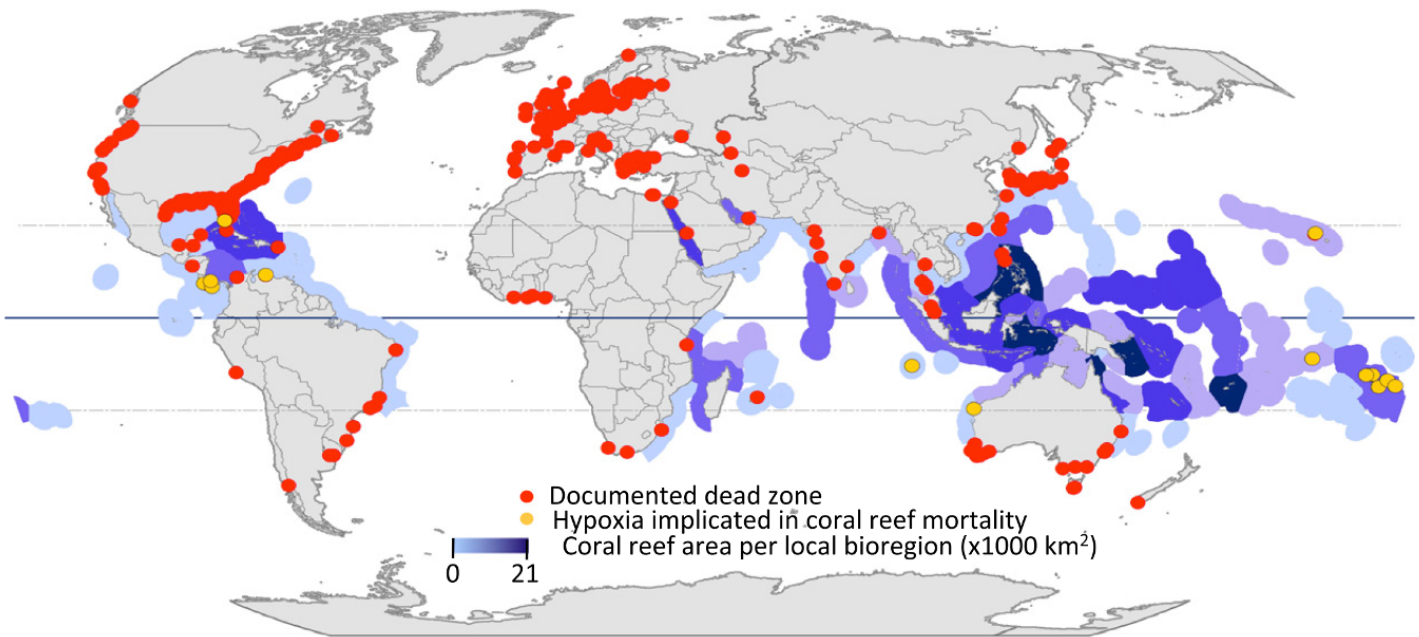 Documented dead zone
Hypoxia implicated in coral reef mortality
Coral reef area per local bioregion (x1000 km²)
0 21